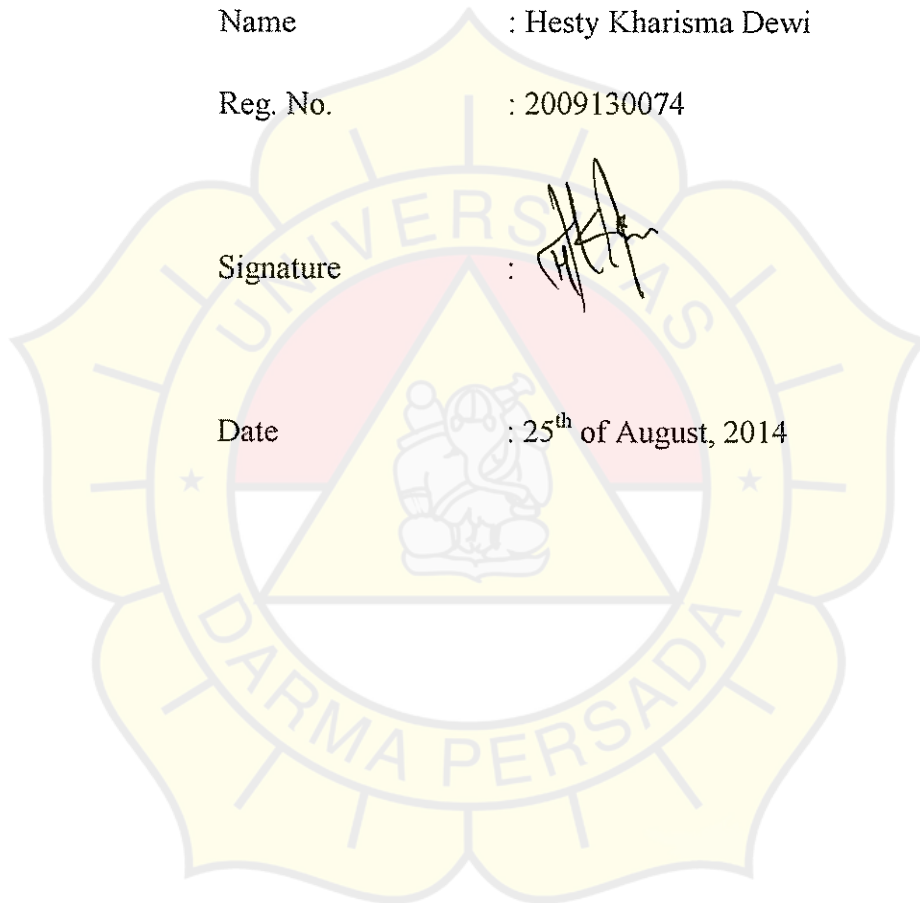 Name : Hesty Kharisma Dewi
Reg. No. : 2009130074
Signature :
Date : 25th of August, 2014
UNIVERSITAS
DARMA PERSADA